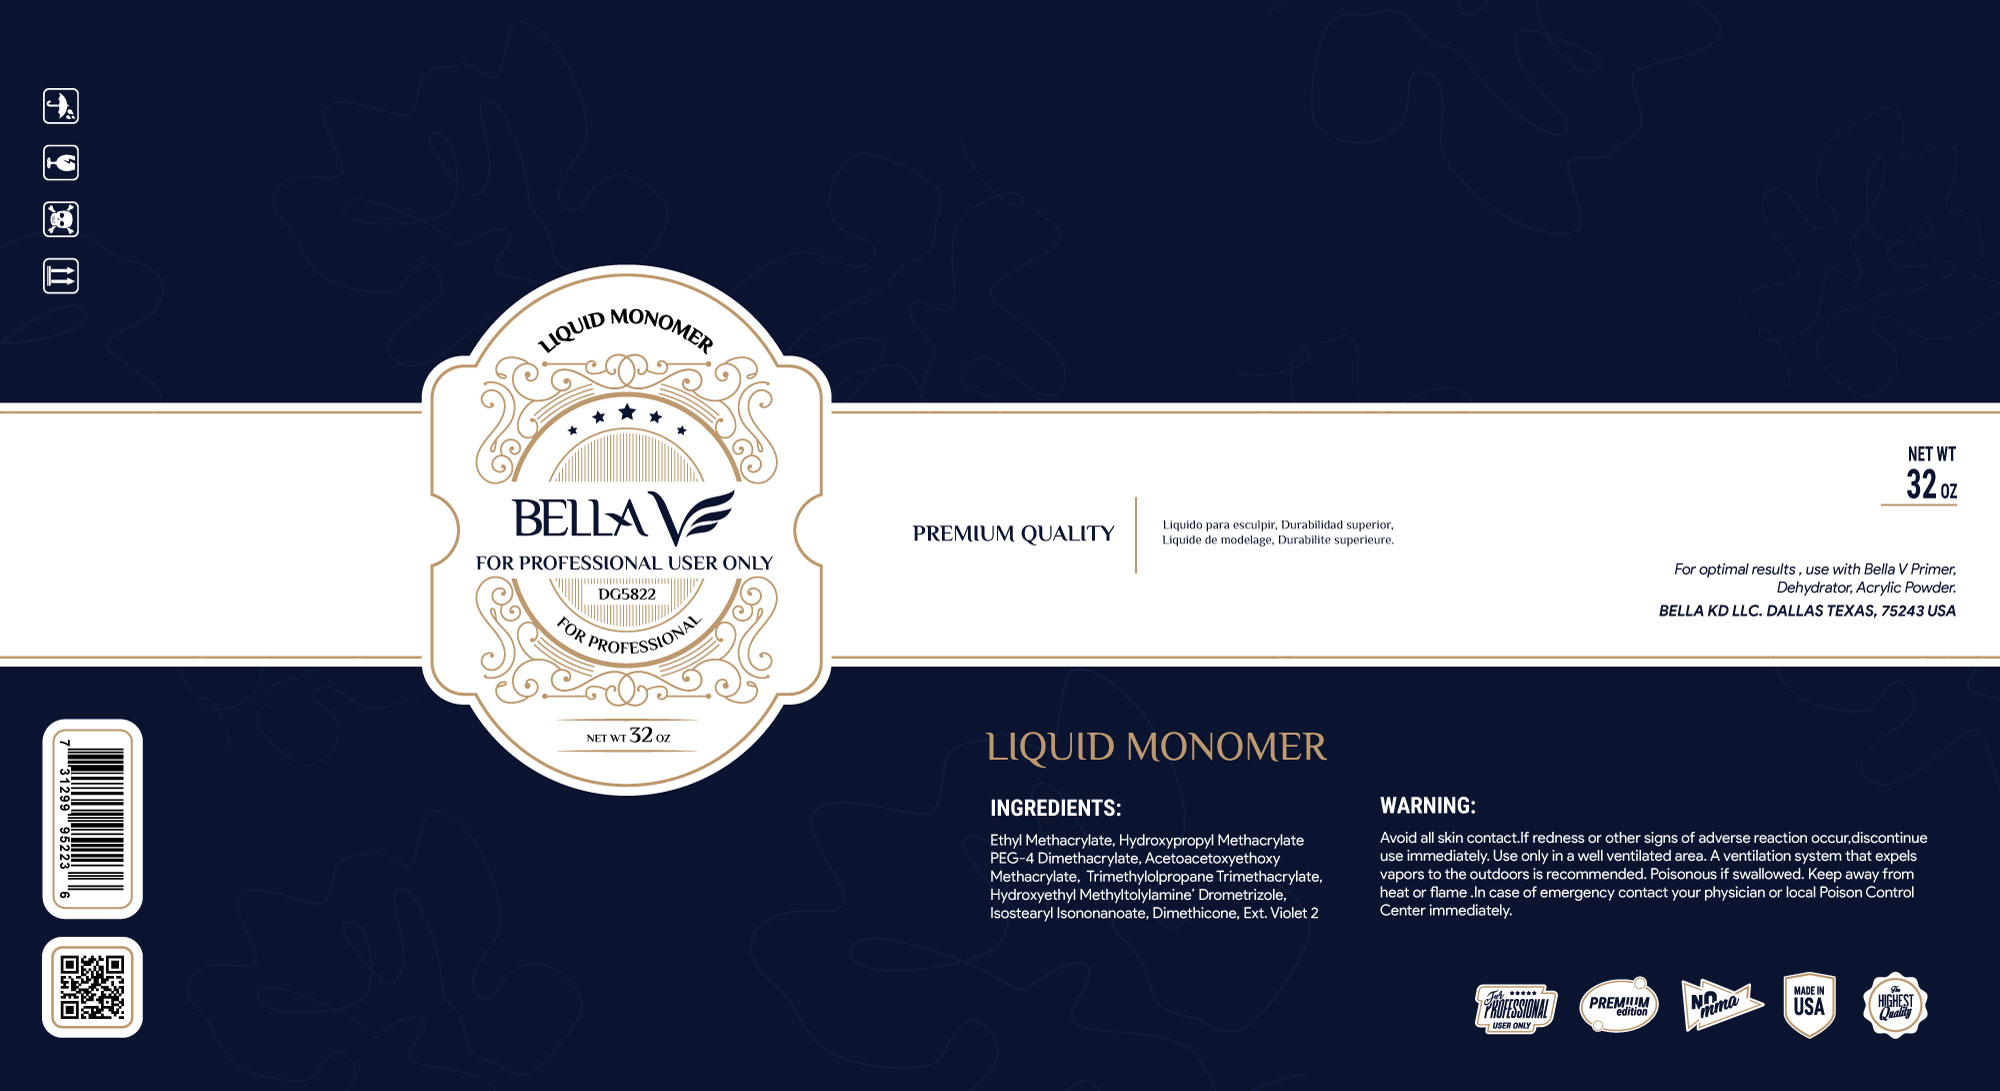 LIQUID MONOMER
BELLA V
FOR PROFESSIONAL USER ONLY
DG5822
FOR PROFESSIONAL
NET WT 32 OZ
PREMIUM QUALITY
Liquido para esculpir, Durabilidad superior,
Liquide de modelage, Durabilite superieure.
NET WT
32 OZ
For optimal results , use with Bella V Primer,
Dehydrator, Acrylic Powder.
BELLA KD LLC. DALLAS TEXAS, 75243 USA
7 31299 95223 6
LIQUID MONOMER
INGREDIENTS:
Ethyl Methacrylate, Hydroxypropyl Methacrylate
PEG-4 Dimethacrylate, Acetoacetoxyethoxy
Methacrylate, Trimethylolpropane Trimethacrylate,
Hydroxyethyl Methyltolylamine' Drometrizole,
Isostearyl Isononanoate, Dimethicone, Ext. Violet 2
WARNING:
Avoid all skin contact.If redness or other signs of adverse reaction occur,discontinue
use immediately. Use only in a well ventilated area. A ventilation system that expels
vapors to the outdoors is recommended. Poisonous if swallowed. Keep away from
heat or flame .In case of emergency contact your physician or local Poison Control
Center immediately.
For
PROFESSIONAL
USER ONLY
PREMIUM
edition
NO
mma
MADE IN
USA
The
HIGHEST
Quality